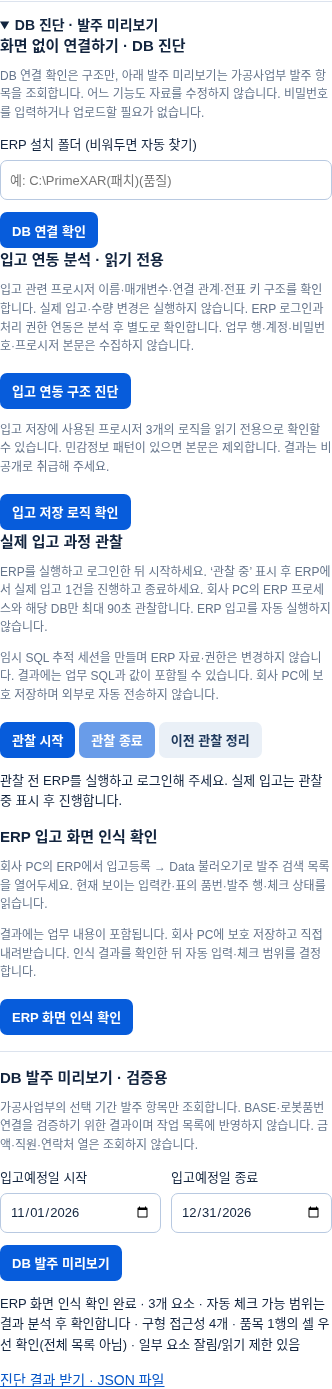 ▼ DB 진단 · 발주 미리보기
화면 없이 연결하기 · DB 진단
DB 연결 확인은 구조만, 아래 발주 미리보기는 가공사업부 발주 항
목을 조회합니다. 어느 기능도 자료를 수정하지 않습니다. 비밀번호
를 입력하거나 업로드할 필요가 없습니다.
ERP 설치 폴더 (비워두면 자동 찾기)
예: C:\PrimeXAR(패치)(품질)
DB 연결 확인
입고 연동 분석 · 읽기 전용
입고 관련 프로시저 이름·매개변수·연결 관계·전표 키 구조를 확인
합니다. 실제 입고·수량 변경은 실행하지 않습니다. ERP 로그인과
처리 권한 연동은 분석 후 별도로 확인합니다. 업무 행·계정·비밀번
호·프로시저 본문은 수집하지 않습니다.
입고 연동 구조 진단
입고 저장에 사용된 프로시저 3개의 로직을 읽기 전용으로 확인할
수 있습니다. 민감정보 패턴이 있으면 본문은 제외합니다. 결과는 비
공개로 취급해 주세요.
입고 저장 로직 확인
실제 입고 과정 관찰
ERP를 실행하고 로그인한 뒤 시작하세요. ‘관찰 중’ 표시 후 ERP에
서 실제 입고 1건을 진행하고 종료하세요. 회사 PC의 ERP 프로세
스와 해당 DB만 최대 90초 관찰합니다. ERP 입고를 자동 실행하지
않습니다.
임시 SQL 추적 세션을 만들며 ERP 자료·권한은 변경하지 않습니
다. 결과에는 업무 SQL과 값이 포함될 수 있습니다. 회사 PC에 보
호 저장하며 외부로 자동 전송하지 않습니다.
관찰 시작 관찰 종료 이전 관찰 정리
관찰 전 ERP를 실행하고 로그인해 주세요. 실제 입고는 관찰
중 표시 후 진행합니다.
ERP 입고 화면 인식 확인
회사 PC의 ERP에서 입고등록 → Data 불러오기로 발주 검색 목록
을 열어두세요. 현재 보이는 입력칸·표의 품번·발주 행·체크 상태를
읽습니다.
결과에는 업무 내용이 포함됩니다. 회사 PC에 보호 저장하고 직접
내려받습니다. 인식 결과를 확인한 뒤 자동 입력·체크 범위를 결정
합니다.
ERP 화면 인식 확인
DB 발주 미리보기 · 검증용
가공사업부의 선택 기간 발주 항목만 조회합니다. BASE·로봇품번
연결을 검증하기 위한 결과이며 작업 목록에 반영하지 않습니다. 금
액·직원·연락처 열은 조회하지 않습니다.
입고예정일 시작 입고예정일 종료
11/01/2026 12/31/2026
DB 발주 미리보기
ERP 화면 인식 확인 완료 · 3개 요소 · 자동 체크 가능 범위는
결과 분석 후 확인합니다 · 구형 접근성 4개 · 품목 1행의 셀 우
선 확인(전체 목록 아님) · 일부 요소 잘림/읽기 제한 있음
진단 결과 받기 · JSON 파일